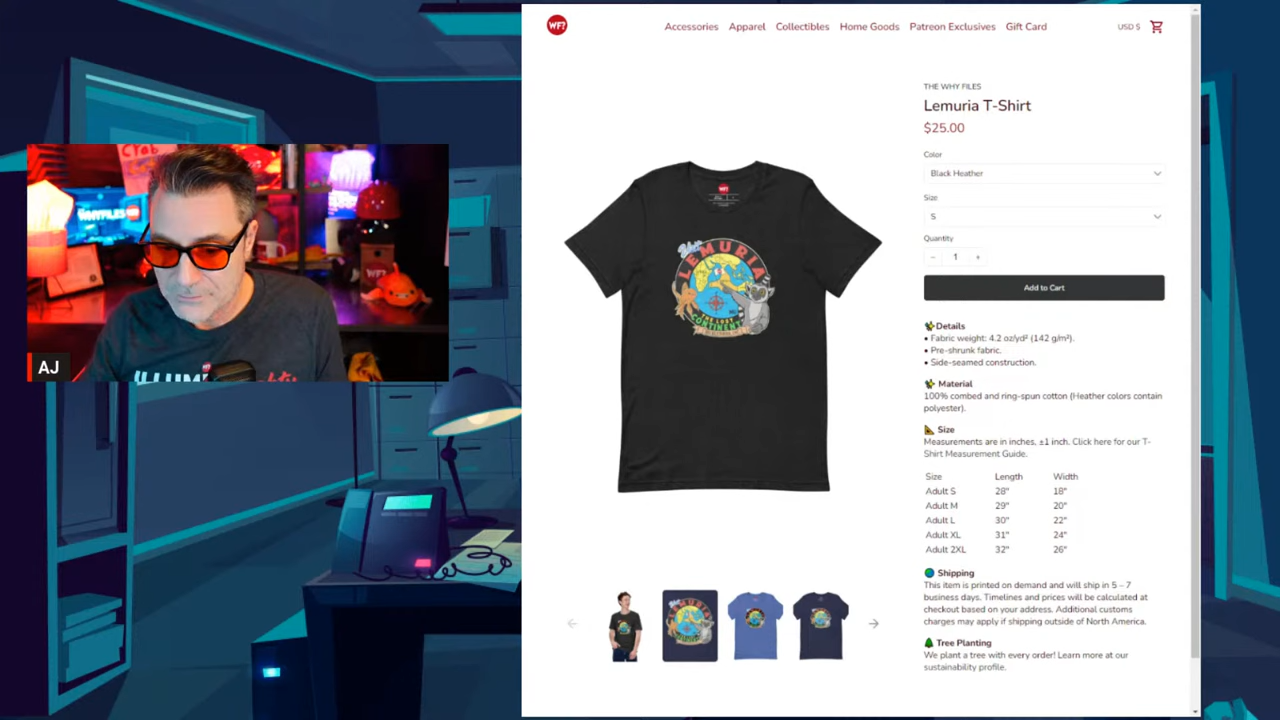 WF?
Accessories
Apparel
Collectibles
Home Goods
Patreon Exclusives
Gift Card
USD $
THE WHY FILES
Lemuria T-Shirt
$25.00
Color
Black Heather
Size
S
Quantity
− 1 +
Add to Cart
Details
• Fabric weight: 4.2 oz/yd² (142 g/m²).
• Pre-shrunk fabric.
• Side-seamed construction.
Material
100% combed and ring-spun cotton (Heather colors contain
polyester).
Size
Measurements are in inches, ±1 inch. Click here for our T-
Shirt Measurement Guide.
Size Length Width
Adult S 28" 18"
Adult M 29" 20"
Adult L 30" 22"
Adult XL 31" 24"
Adult 2XL 32" 26"
Shipping
This item is printed on demand and will ship in 5 – 7
business days. Timelines and prices will be calculated at
checkout based on your address. Additional customs
charges may apply if shipping outside of North America.
Tree Planting
We plant a tree with every order! Learn more at our
sustainability profile.
WF?
LEMURIA
THE LOST
CONTINENT
Crab
WHYFILES
WF?
AJ